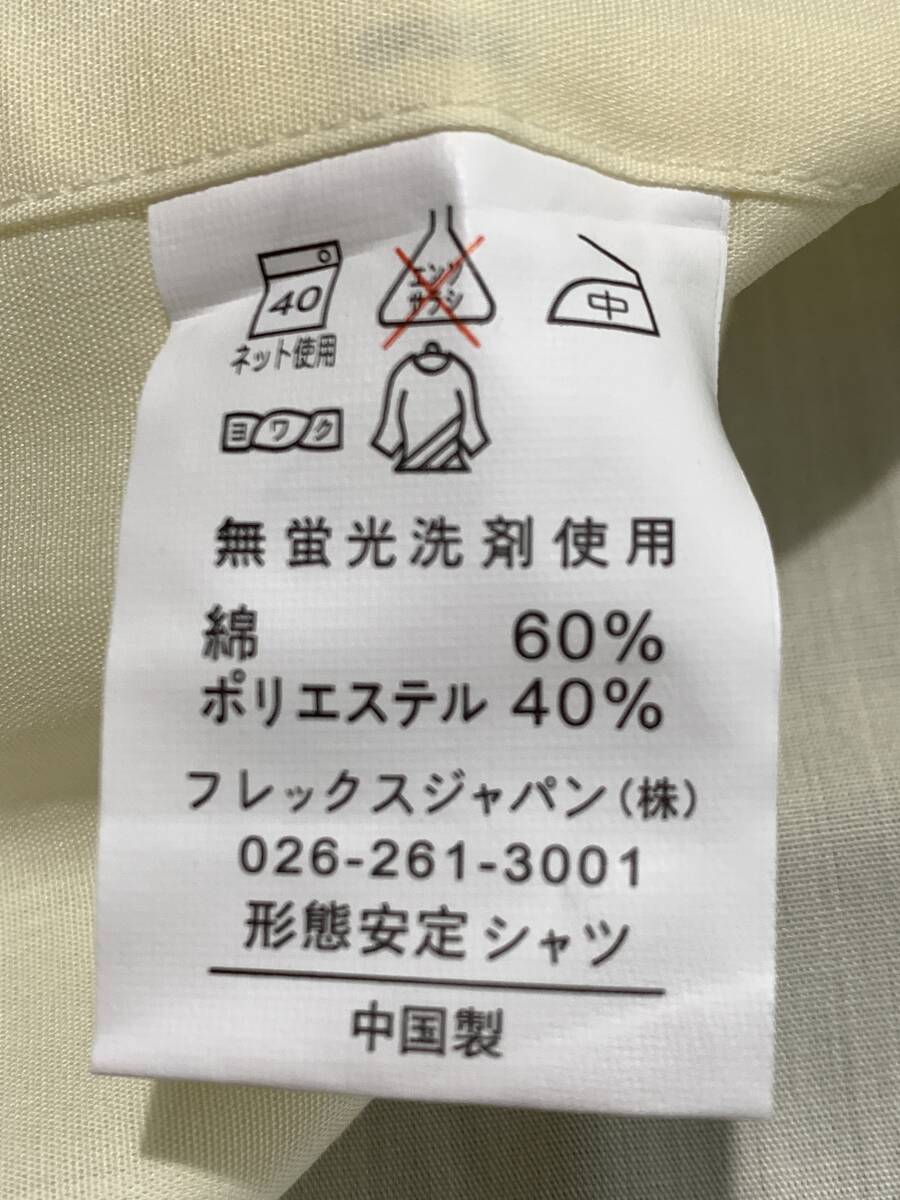 40
エンソ
サラシ
中
ネット使用
ヨワク
無蛍光洗剤使用
綿 60%
ポリエステル 40%
フレックスジャパン(株)
026-261-3001
形態安定シャツ
中国製